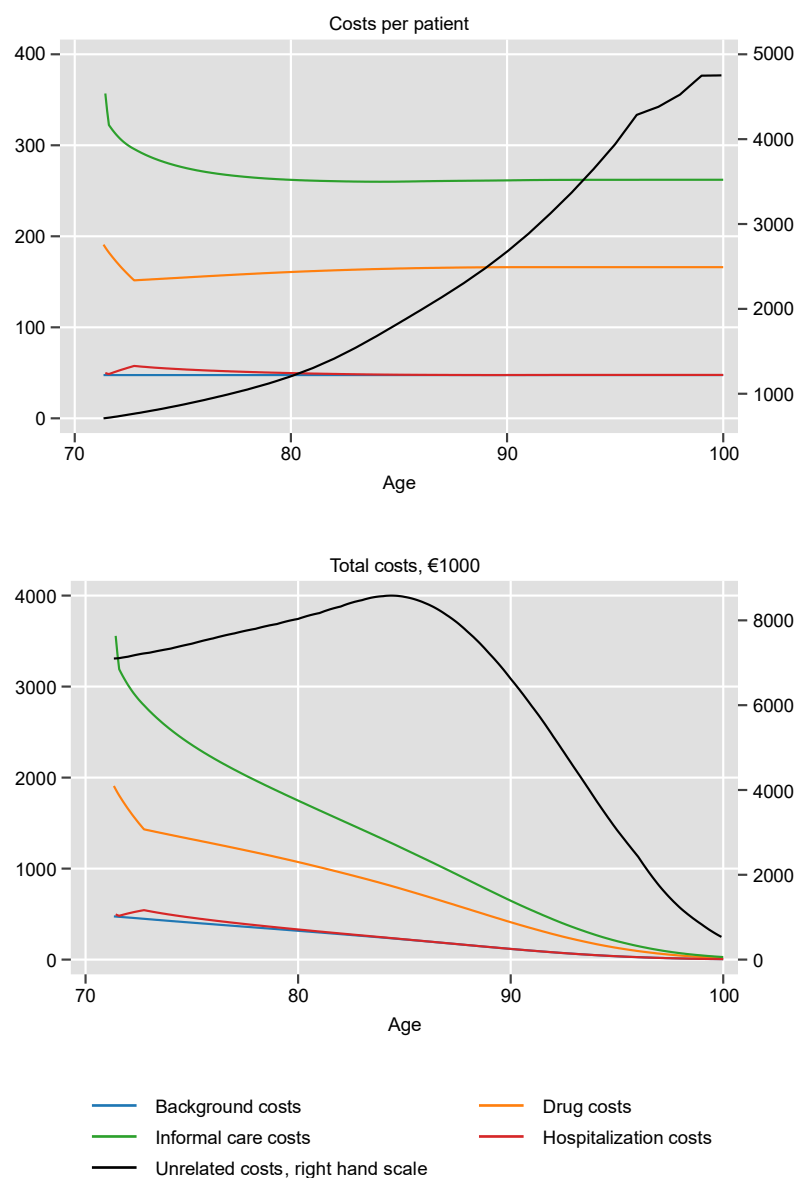 Costs per patient
400
300
200
100
0
5000
4000
3000
2000
1000
70 80 90 100
Age
Total costs, €1000
4000
3000
2000
1000
0
8000
6000
4000
2000
0
70 80 90 100
Age
Background costs
Drug costs
Informal care costs
Hospitalization costs
Unrelated costs, right hand scale